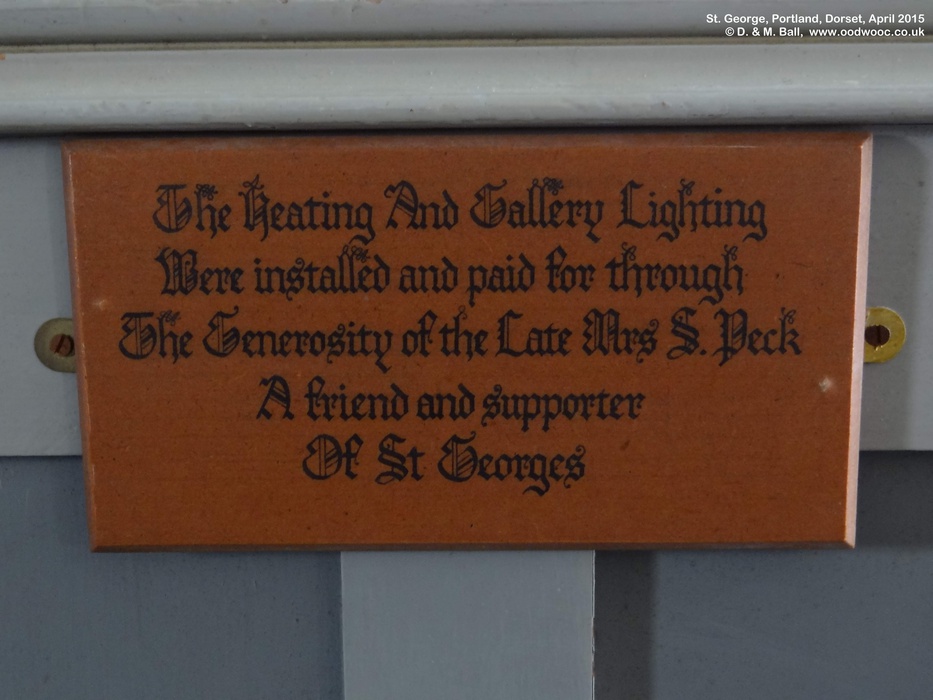 St. George, Portland, Dorset, April 2015
© D. & M. Ball, www.oodwooc.co.uk
The Heating And Gallery Lighting
Were installed and paid for through
The Generosity of the Late Mrs S. Peck
A friend and supporter
Of St Georges